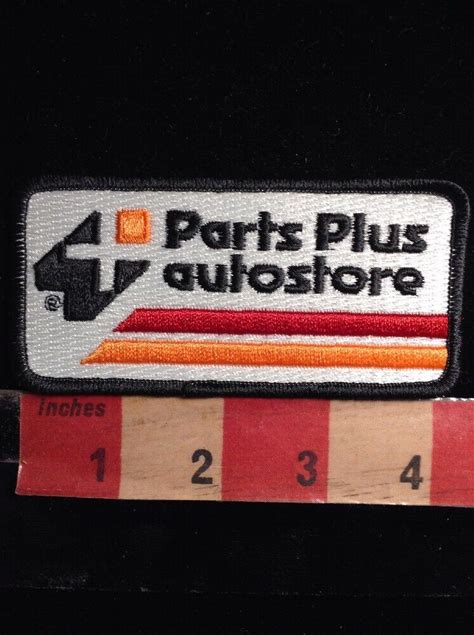 Parts Plus
autostore
®
Inches
1 2 3 4